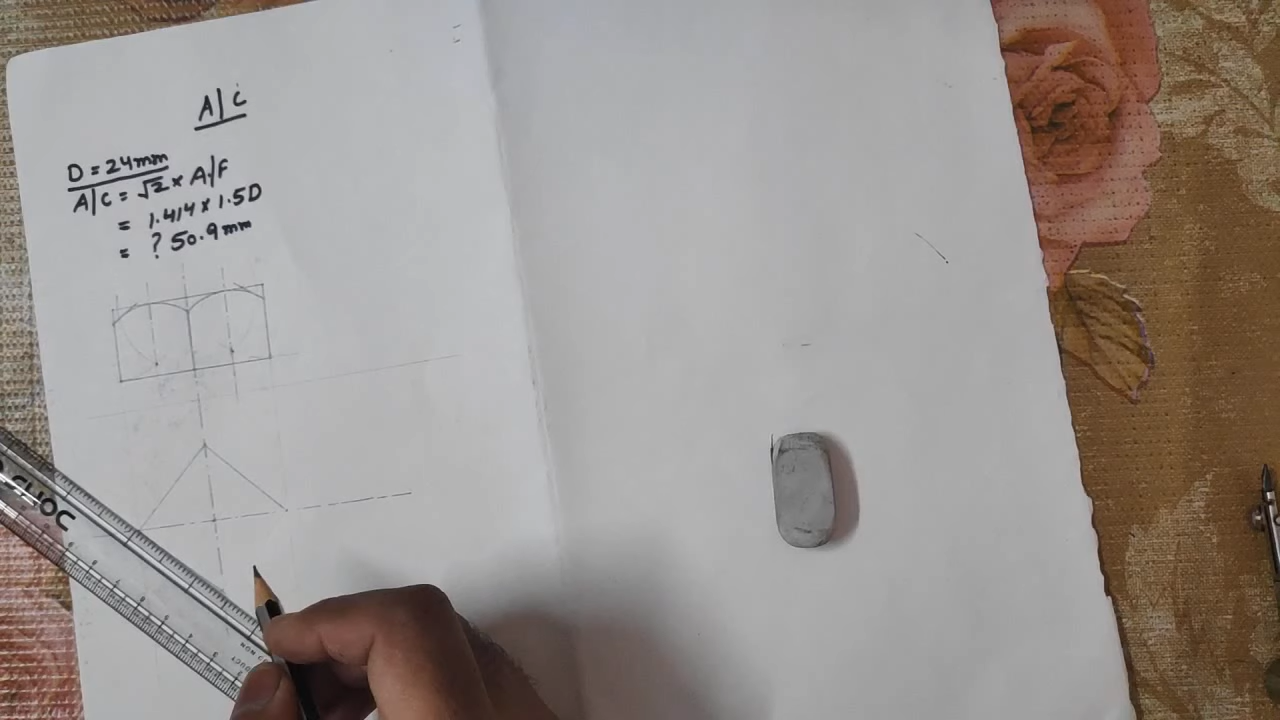 A/C
D = 24mm
A/C = √2 × A/F
= 1.414 × 1.5D
= ? 50.9mm